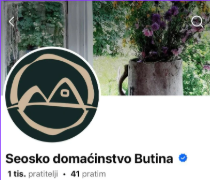 Seosko domaćinstvo Butina
1 tis. pratitelji • 41 pratim